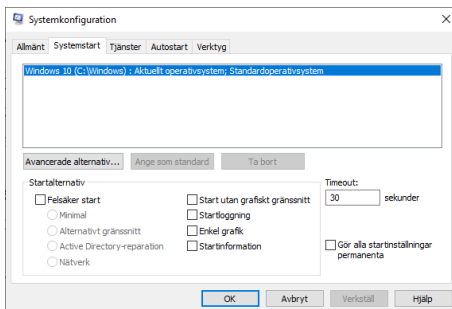 Systemkonfiguration
Allmänt Systemstart Tjänster Autostart Verktyg
Windows 10 (C:\Windows) : Aktuellt operativsystem; Standardoperativsystem
Avancerade alternativ... Ange som standard Ta bort
Startalternativ
Felsäker start
Minimal
Alternativt gränssnitt
Active Directory-reparation
Nätverk
Start utan grafiskt gränssnitt
Startloggning
Enkel grafik
Startinformation
Timeout:
30 sekunder
Gör alla startinställningar
permanenta
OK Avbryt Verkställ Hjälp